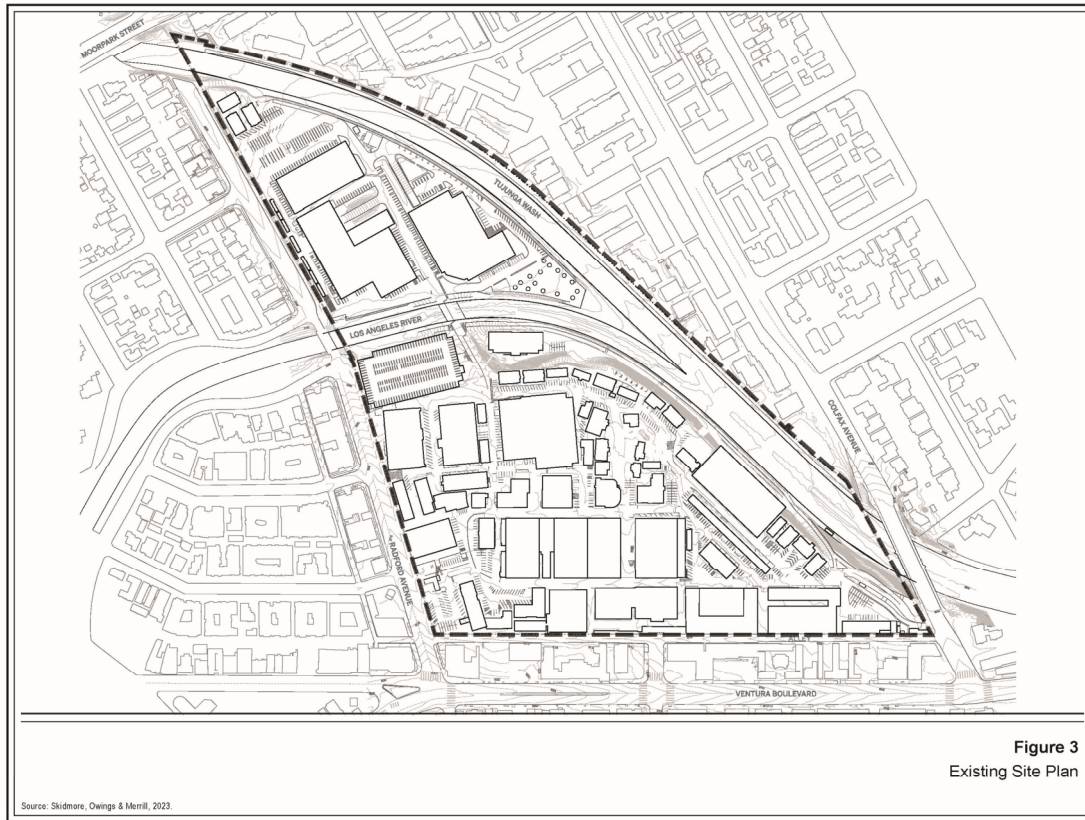 MOORPARK STREET
TUJUNGA WASH
LOS ANGELES RIVER
COLFAX AVENUE
RADFORD AVENUE
ALLEY
VENTURA BOULEVARD
Figure 3
Existing Site Plan
Source: Skidmore, Owings & Merrill, 2023.